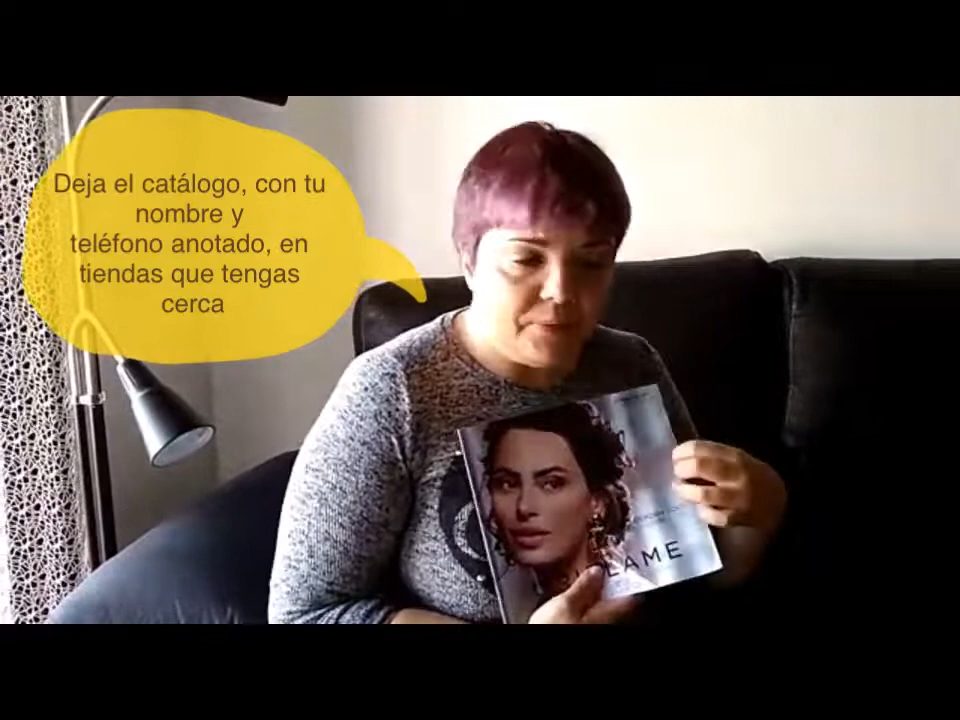 Deja el catálogo, con tu
nombre y
teléfono anotado, en
tiendas que tengas
cerca
LAME